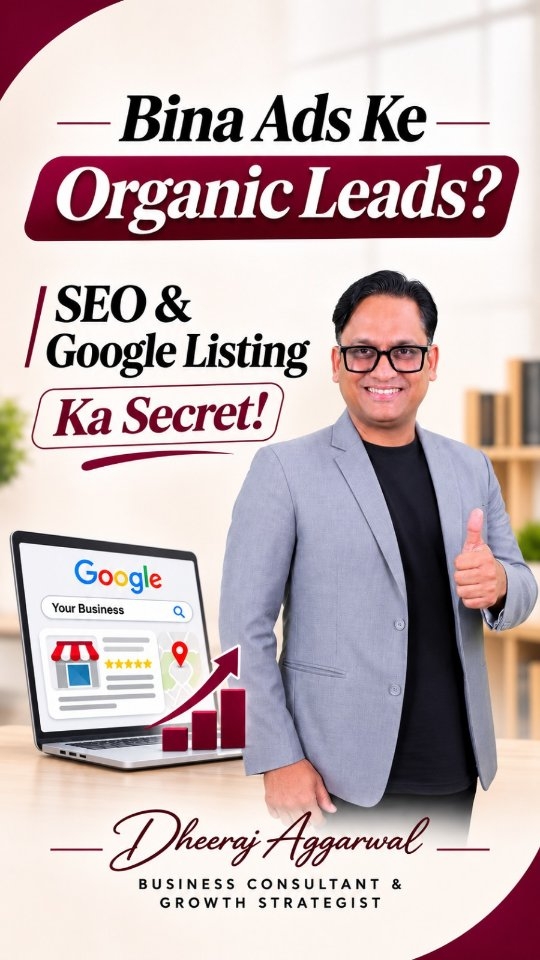 Bina Ads Ke
Organic Leads?
SEO &
Google Listing
Ka Secret!
Google
Your Business
Dheeraj Aggarwal
BUSINESS CONSULTANT &
GROWTH STRATEGIST